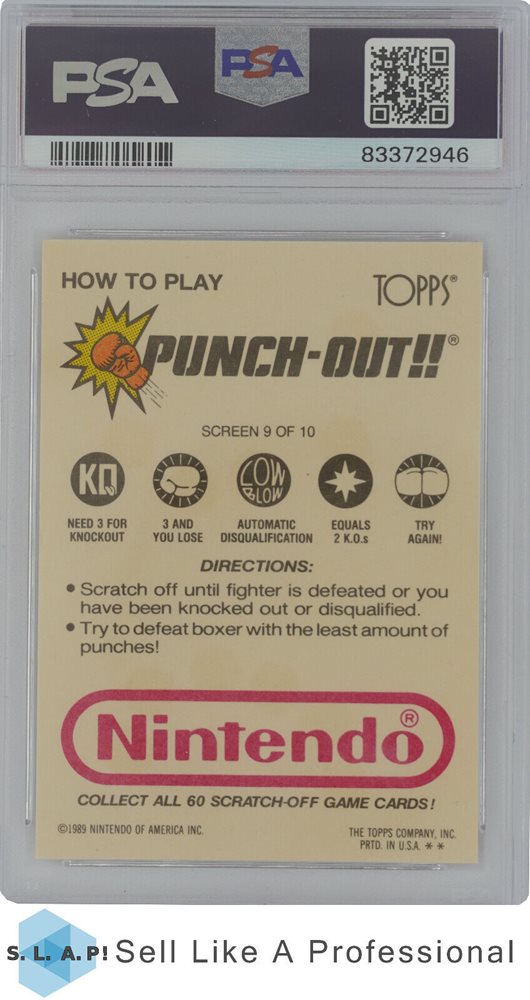 PSA PSA
83372946
HOW TO PLAY TOPPS®
PUNCH-OUT!!®
SCREEN 9 OF 10
KO LOW BLOW
NEED 3 FOR KNOCKOUT
3 AND YOU LOSE
AUTOMATIC DISQUALIFICATION
EQUALS 2 K.O.s
TRY AGAIN!
DIRECTIONS:
• Scratch off until fighter is defeated or you
have been knocked out or disqualified.
• Try to defeat boxer with the least amount of
punches!
Nintendo®
COLLECT ALL 60 SCRATCH-OFF GAME CARDS!
©1989 NINTENDO OF AMERICA INC.
THE TOPPS COMPANY, INC.
PRTD. IN U.S.A. * *
S. L. A.P! Sell Like A Professional